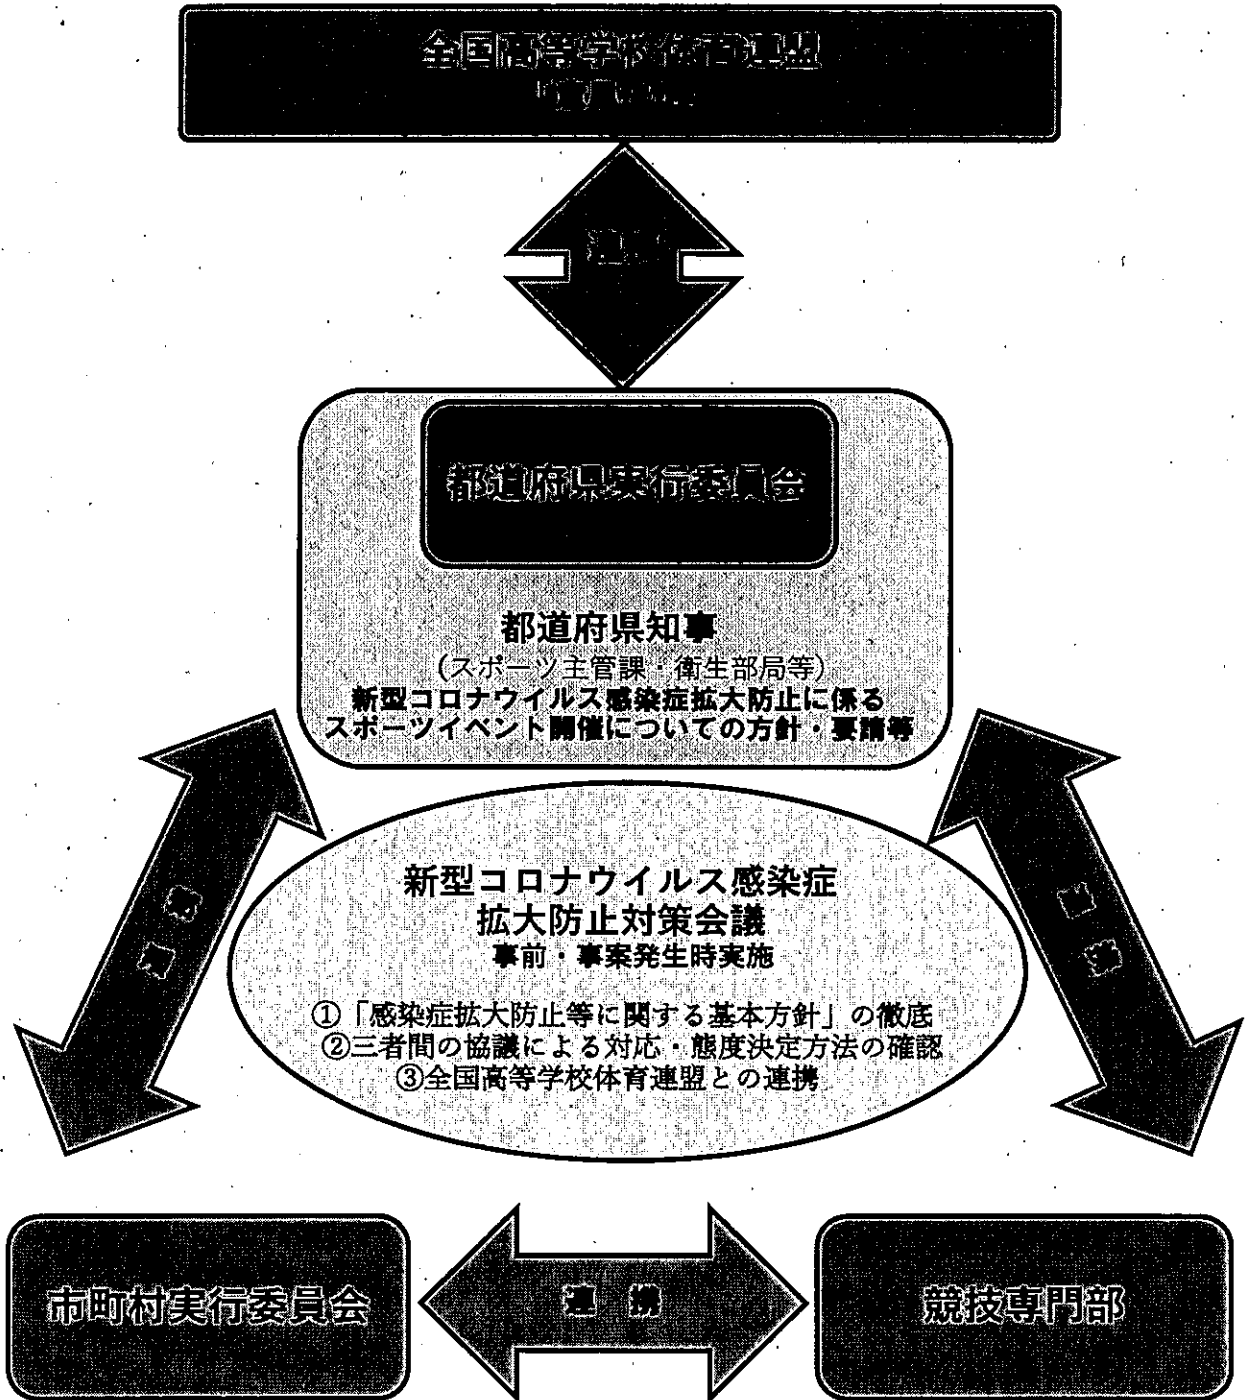 全国高等学校体育連盟
都道府県実行委員会
都道府県知事
(スポーツ主管課・衛生部局等)
新型コロナウイルス感染症拡大防止に係る
スポーツイベント開催についての方針・要請等
新型コロナウイルス感染症
拡大防止対策会議
事前・事案発生時実施
①「感染症拡大防止等に関する基本方針」の徹底
②三者間の協議による対応・態度決定方法の確認
③全国高等学校体育連盟との連携
市町村実行委員会
連 携
競技専門部